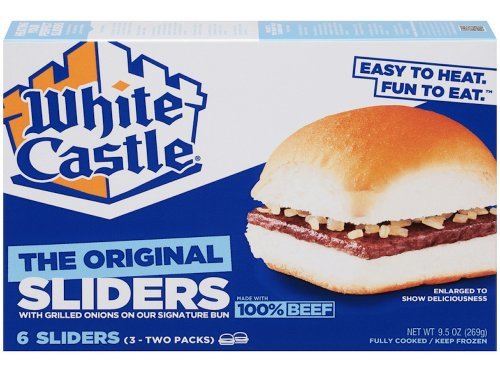 EASY TO HEAT.
FUN TO EAT.™
White
Castle®
THE ORIGINAL
SLIDERS
WITH GRILLED ONIONS ON OUR SIGNATURE BUN
MADE WITH
100% BEEF
6 SLIDERS (3 - TWO PACKS)
ENLARGED TO
SHOW DELICIOUSNESS
NET WT 9.5 OZ (269g)
FULLY COOKED / KEEP FROZEN